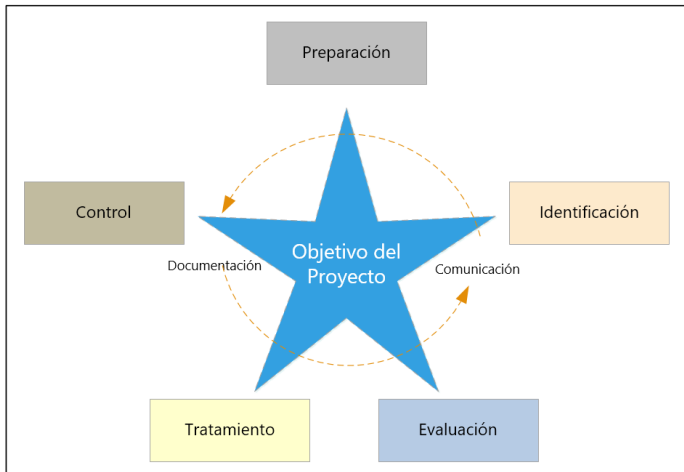 Preparación
Control
Identificación
Objetivo del
Proyecto
Documentación
Comunicación
Tratamiento
Evaluación